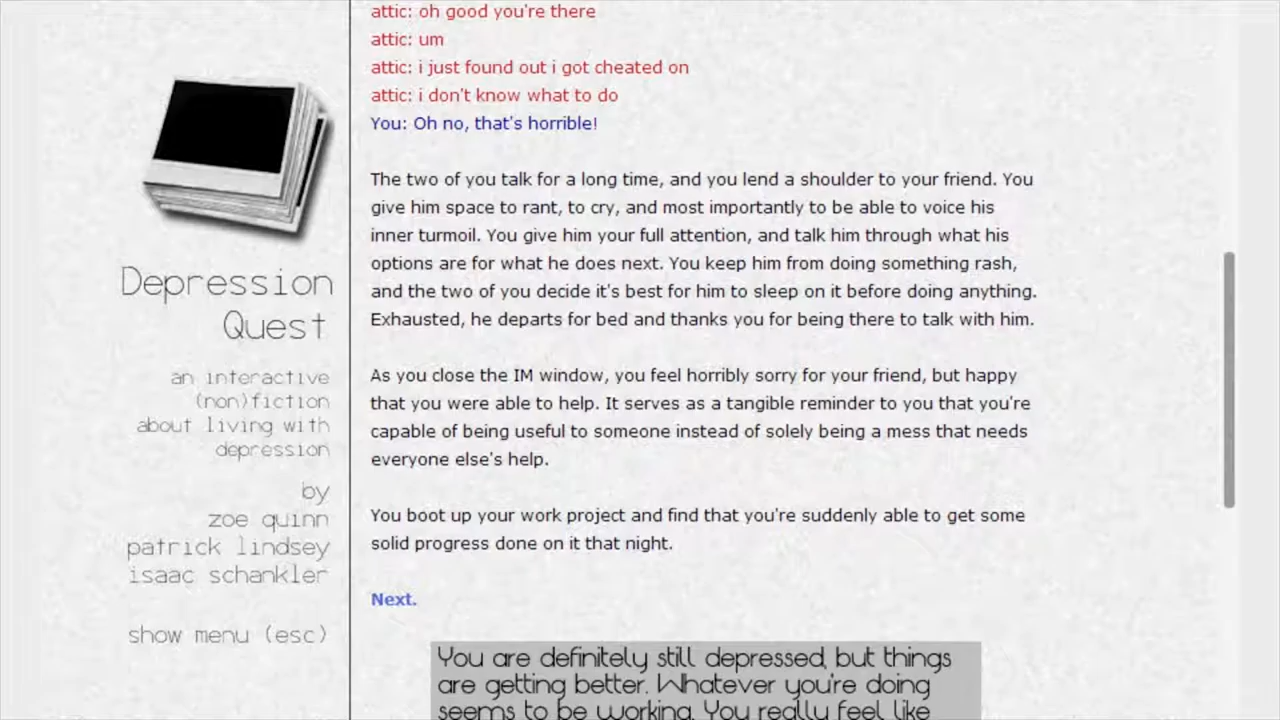 attic: oh good you're there
attic: um
attic: i just found out i got cheated on
attic: i don't know what to do
You: Oh no, that's horrible!
The two of you talk for a long time, and you lend a shoulder to your friend. You
give him space to rant, to cry, and most importantly to be able to voice his
inner turmoil. You give him your full attention, and talk him through what his
options are for what he does next. You keep him from doing something rash,
and the two of you decide it's best for him to sleep on it before doing anything.
Exhausted, he departs for bed and thanks you for being there to talk with him.
As you close the IM window, you feel horribly sorry for your friend, but happy
that you were able to help. It serves as a tangible reminder to you that you're
capable of being useful to someone instead of solely being a mess that needs
everyone else's help.
You boot up your work project and find that you're suddenly able to get some
solid progress done on it that night.
Next.
You are definitely still depressed, but things
are getting better. Whatever you're doing
seems to be working. You really feel like
Depression
Quest
an interactive
(non)fiction
about living with
depression
by
zoe quinn
patrick lindsey
isaac schankler
show menu (esc)